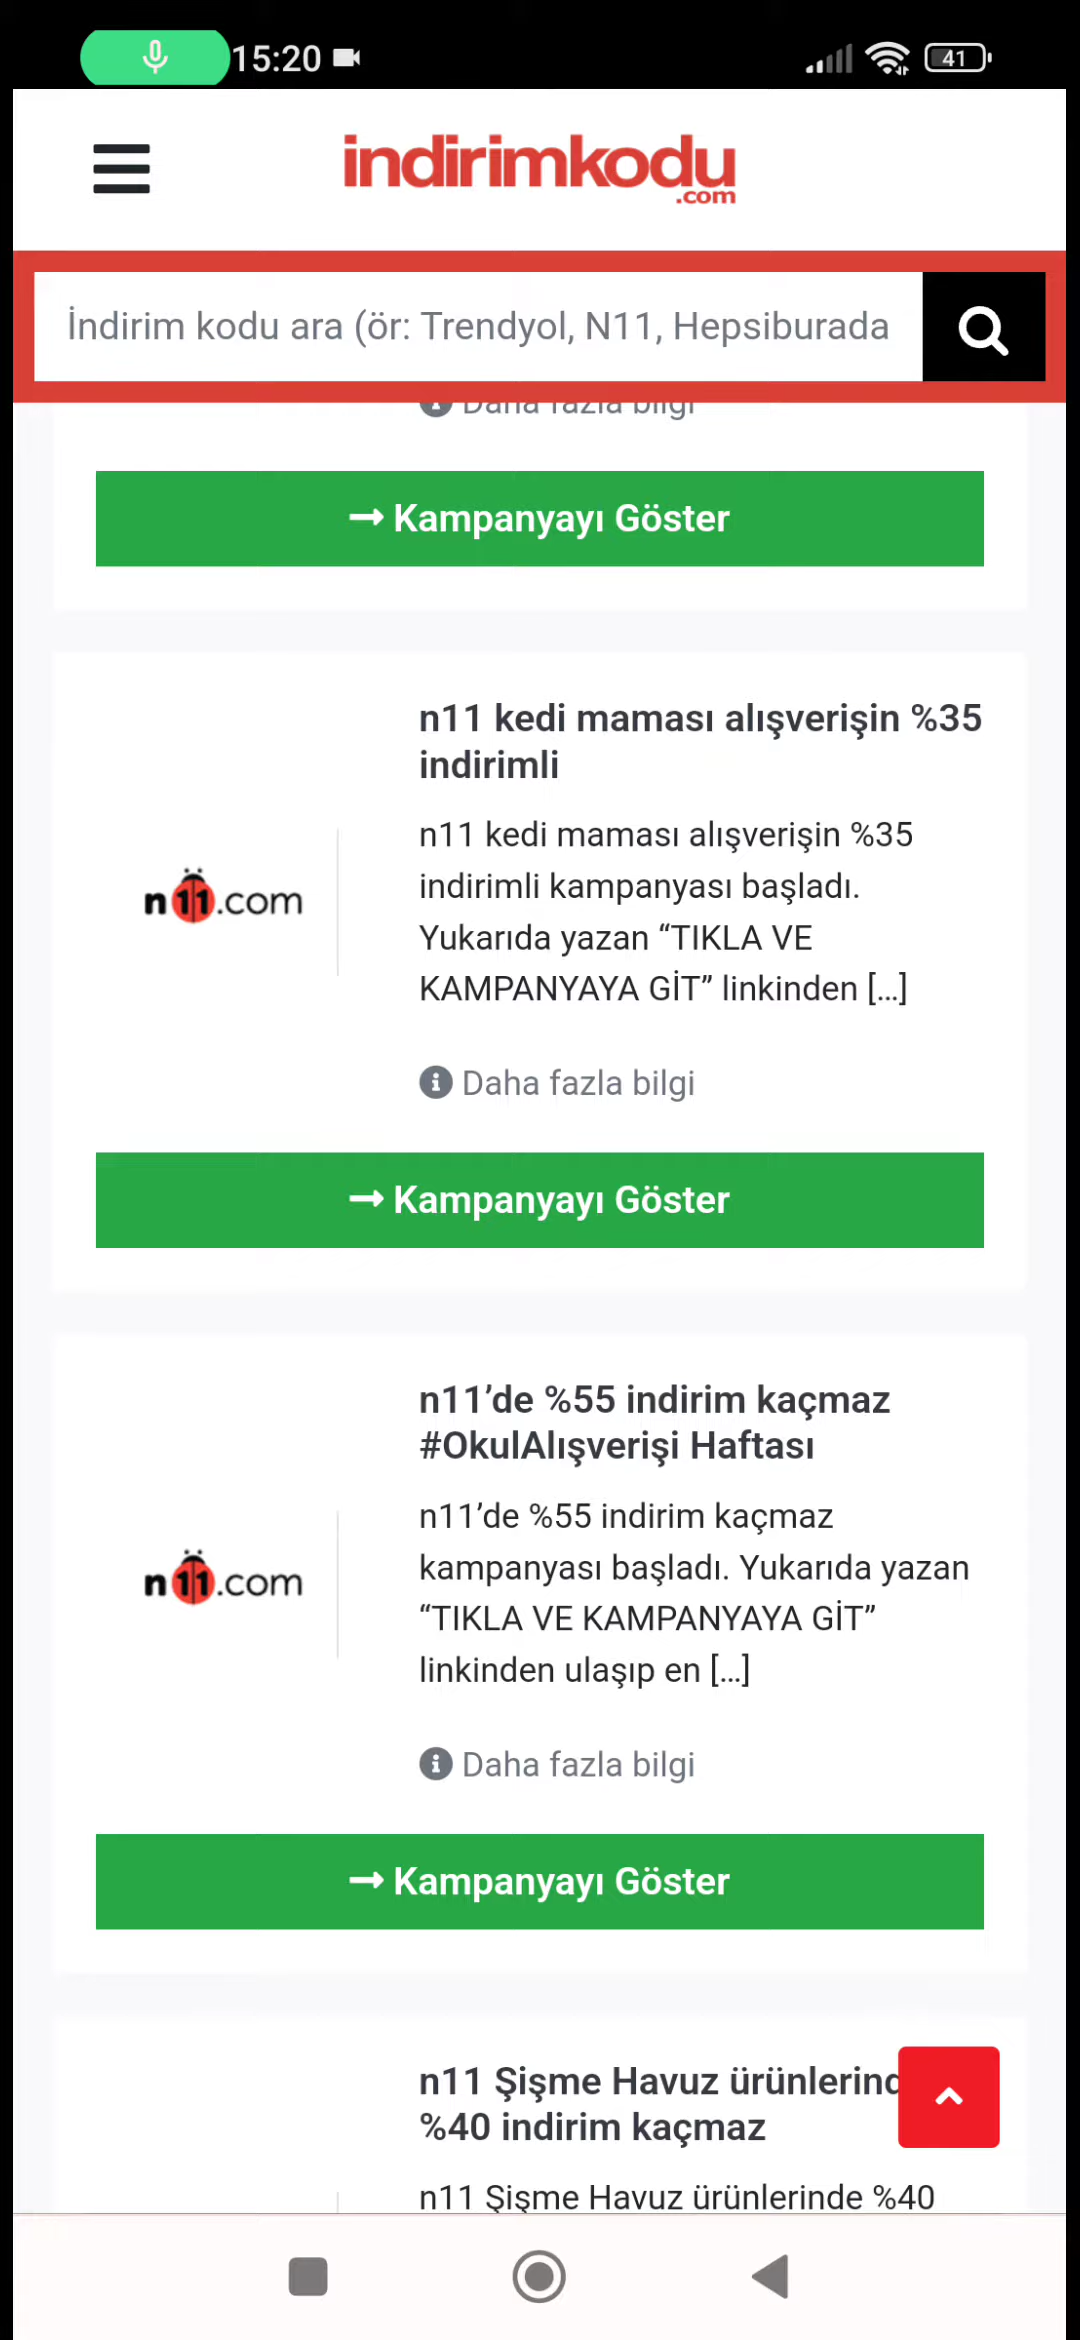 15:20
41
indirimkodu
.com
İndirim kodu ara (ör: Trendyol, N11, Hepsiburada
Daha fazla bilgi
Kampanyayı Göster
n11 kedi maması alışverişin %35
indirimli
n11 kedi maması alışverişin %35
indirimli kampanyası başladı.
Yukarıda yazan “TIKLA VE
KAMPANYAYA GİT” linkinden [...]
n11.com
Daha fazla bilgi
Kampanyayı Göster
n11’de %55 indirim kaçmaz
#OkulAlışverişi Haftası
n11’de %55 indirim kaçmaz
kampanyası başladı. Yukarıda yazan
“TIKLA VE KAMPANYAYA GİT”
linkinden ulaşıp en [...]
n11.com
Daha fazla bilgi
Kampanyayı Göster
n11 Şişme Havuz ürünlerind
%40 indirim kaçmaz
n11 Şişme Havuz ürünlerinde %40